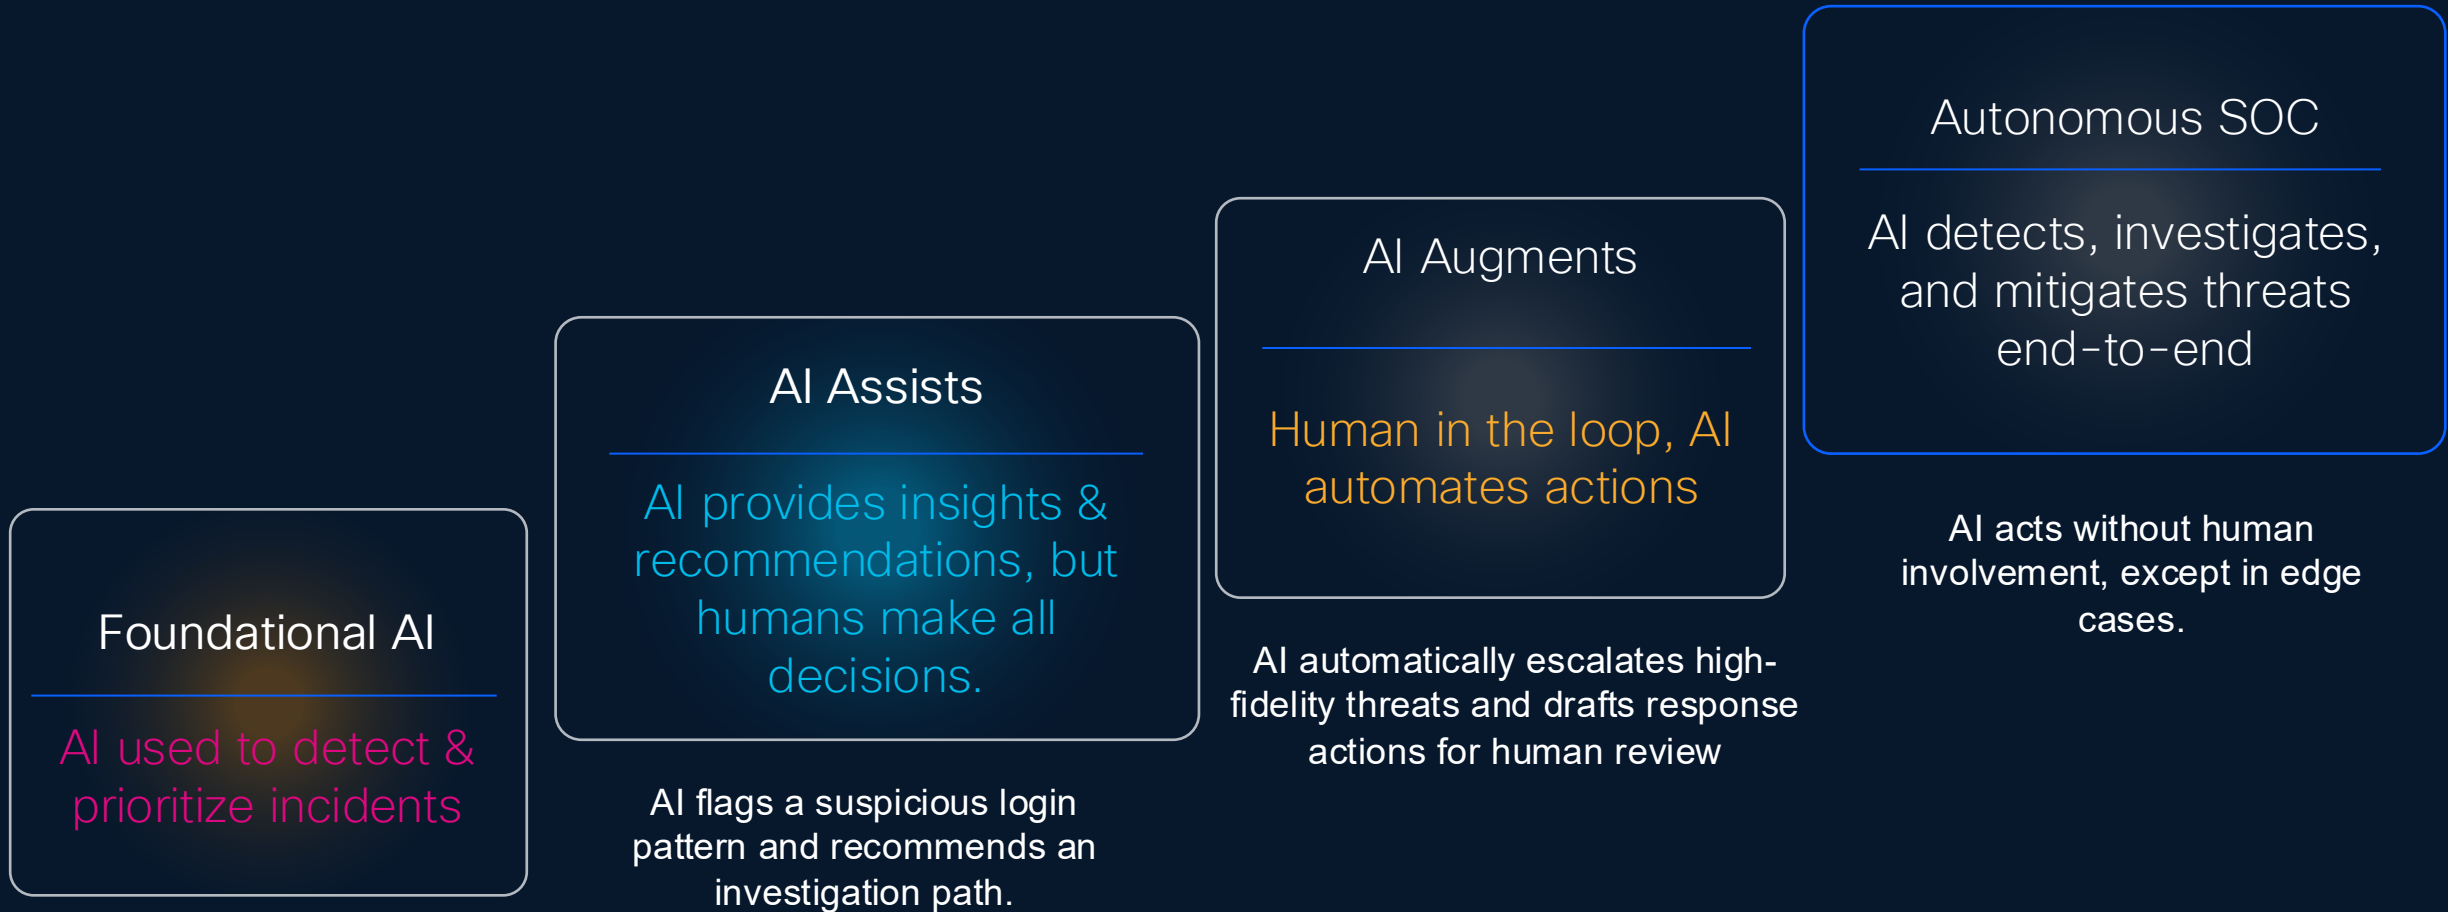 Foundational AI
AI used to detect &
prioritize incidents
AI Assists
AI provides insights &
recommendations, but
humans make all
decisions.
AI flags a suspicious login
pattern and recommends an
investigation path.
AI Augments
Human in the loop, AI
automates actions
AI automatically escalates high-
fidelity threats and drafts response
actions for human review
Autonomous SOC
AI detects, investigates,
and mitigates threats
end-to-end
AI acts without human
involvement, except in edge
cases.